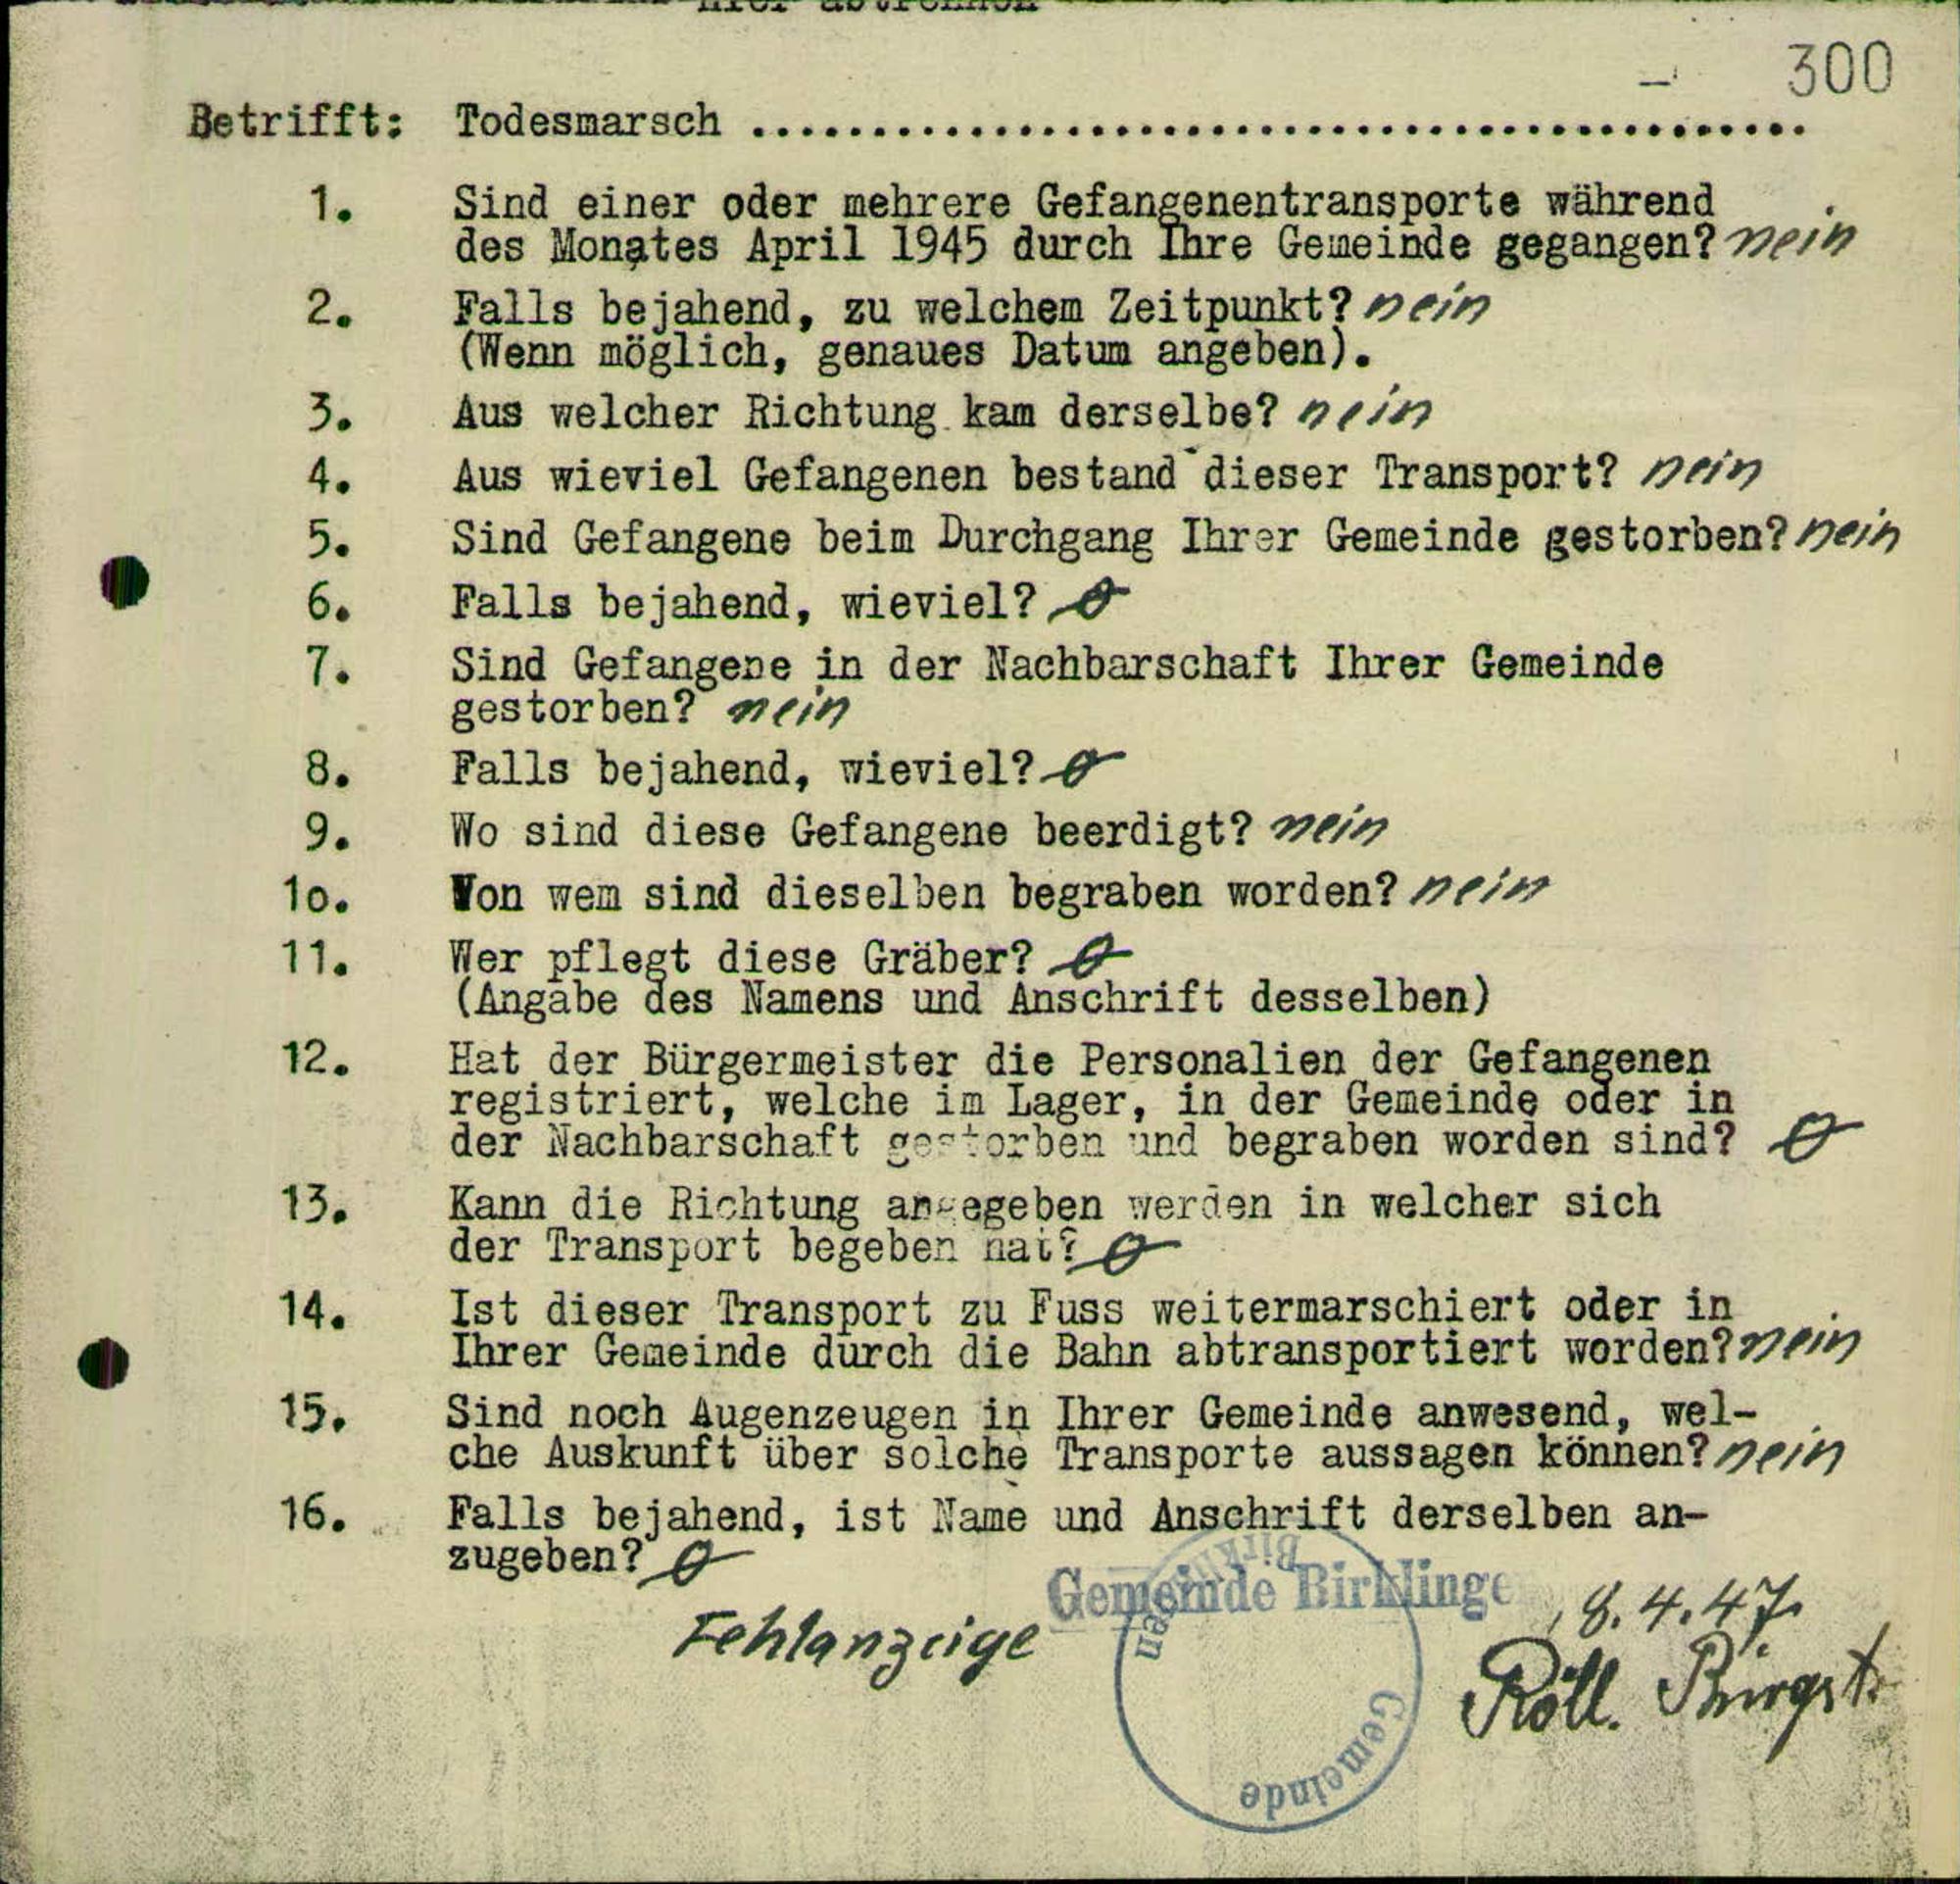 hier abtrennen
300
Betrifft: Todesmarsch ............................................
1. Sind einer oder mehrere Gefangenentransporte während
des Monates April 1945 durch Ihre Gemeinde gegangen? nein
2. Falls bejahend, zu welchem Zeitpunkt? nein
(Wenn möglich, genaues Datum angeben).
3. Aus welcher Richtung kam derselbe? nein
4. Aus wieviel Gefangenen bestand dieser Transport? nein
5. Sind Gefangene beim Durchgang Ihrer Gemeinde gestorben? nein
6. Falls bejahend, wieviel? ø
7. Sind Gefangene in der Nachbarschaft Ihrer Gemeinde
gestorben? nein
8. Falls bejahend, wieviel? ø
9. Wo sind diese Gefangene beerdigt? nein
1o. Von wem sind dieselben begraben worden? nein
11. Wer pflegt diese Gräber? ø
(Angabe des Namens und Anschrift desselben)
12. Hat der Bürgermeister die Personalien der Gefangenen
registriert, welche im Lager, in der Gemeinde oder in
der Nachbarschaft gestorben und begraben worden sind? ø
13. Kann die Richtung angegeben werden in welcher sich
der Transport begeben hat? ø
14. Ist dieser Transport zu Fuss weitermarschiert oder in
Ihrer Gemeinde durch die Bahn abtransportiert worden? nein
15. Sind noch Augenzeugen in Ihrer Gemeinde anwesend, wel-
che Auskunft über solche Transporte aussagen können? nein
16. Falls bejahend, ist Name und Anschrift derselben an-
zugeben? ø
Gemeinde Birklinge , 8.4.47.
Fehlanzeige
Röll. Bürgst.
Gemeinde